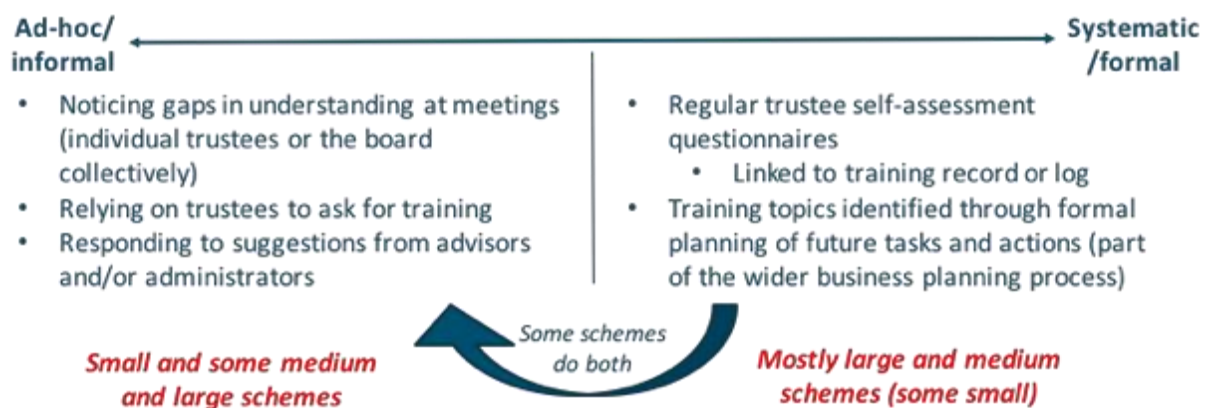 Ad-hoc/
informal
Systematic
/formal
• Noticing gaps in understanding at meetings
(individual trustees or the board
collectively)
• Relying on trustees to ask for training
• Responding to suggestions from advisors
and/or administrators
• Regular trustee self-assessment
questionnaires
• Linked to training record or log
• Training topics identified through formal
planning of future tasks and actions (part
of the wider business planning process)
Some schemes
do both
Small and some medium
and large schemes
Mostly large and medium
schemes (some small)